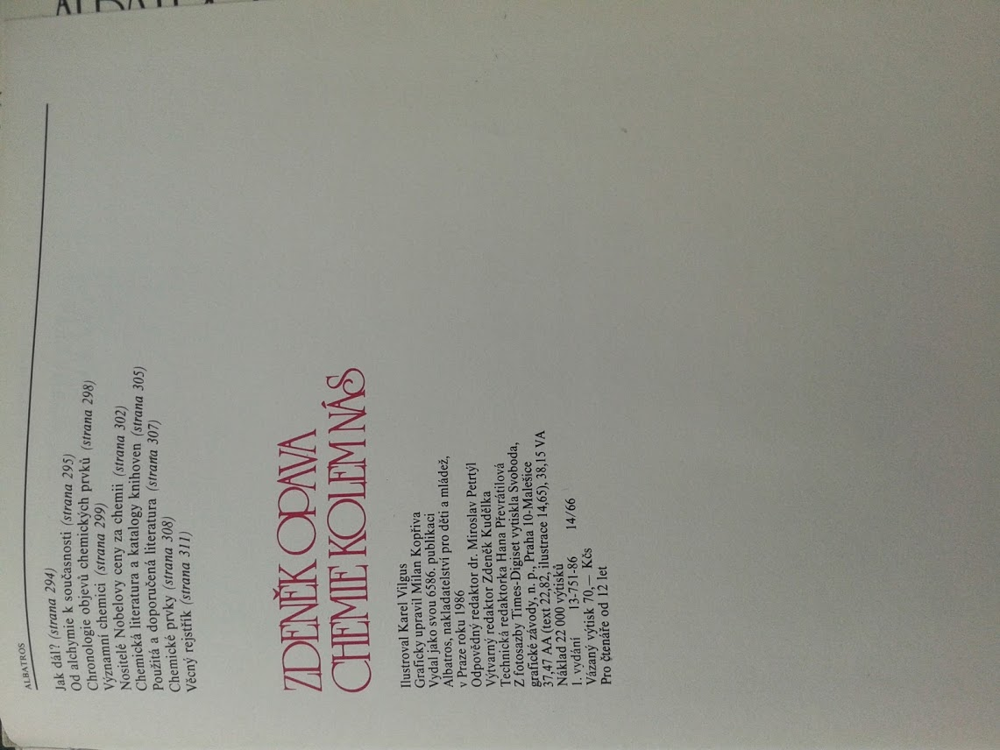 ALBATROS
Jak dál? (strana 294)
Od alchymie k současnosti (strana 295)
Chronologie objevů chemických prvků (strana 298)
Významní chemici (strana 299)
Nositelé Nobelovy ceny za chemii (strana 302)
Chemická literatura a katalogy knihoven (strana 305)
Použitá a doporučená literatura (strana 307)
Chemické prvky (strana 308)
Věcný rejstřík (strana 311)
ZDENĚK OPAVA
CHEMIE KOLEM NÁS
Ilustroval Karel Vilgus
Graficky upravil Milan Kopřiva
Vydal jako svou 6586. publikaci
Albatros, nakladatelství pro děti a mládež,
v Praze roku 1986
Odpovědný redaktor dr. Miroslav Petrtýl
Výtvarný redaktor Zdeněk Kudělka
Technická redaktorka Hana Převrátilová
Z fotosazby Times-Digiset vytiskla Svoboda,
grafické závody, n. p., Praha 10-Malešice
37,47 AA (text 22,82, ilustrace 14,65), 38,15 VA
Náklad 22 000 výtisků
1. vydání 13-751-86 14/66
Vázaný výtisk 70,— Kčs
Pro čtenáře od 12 let